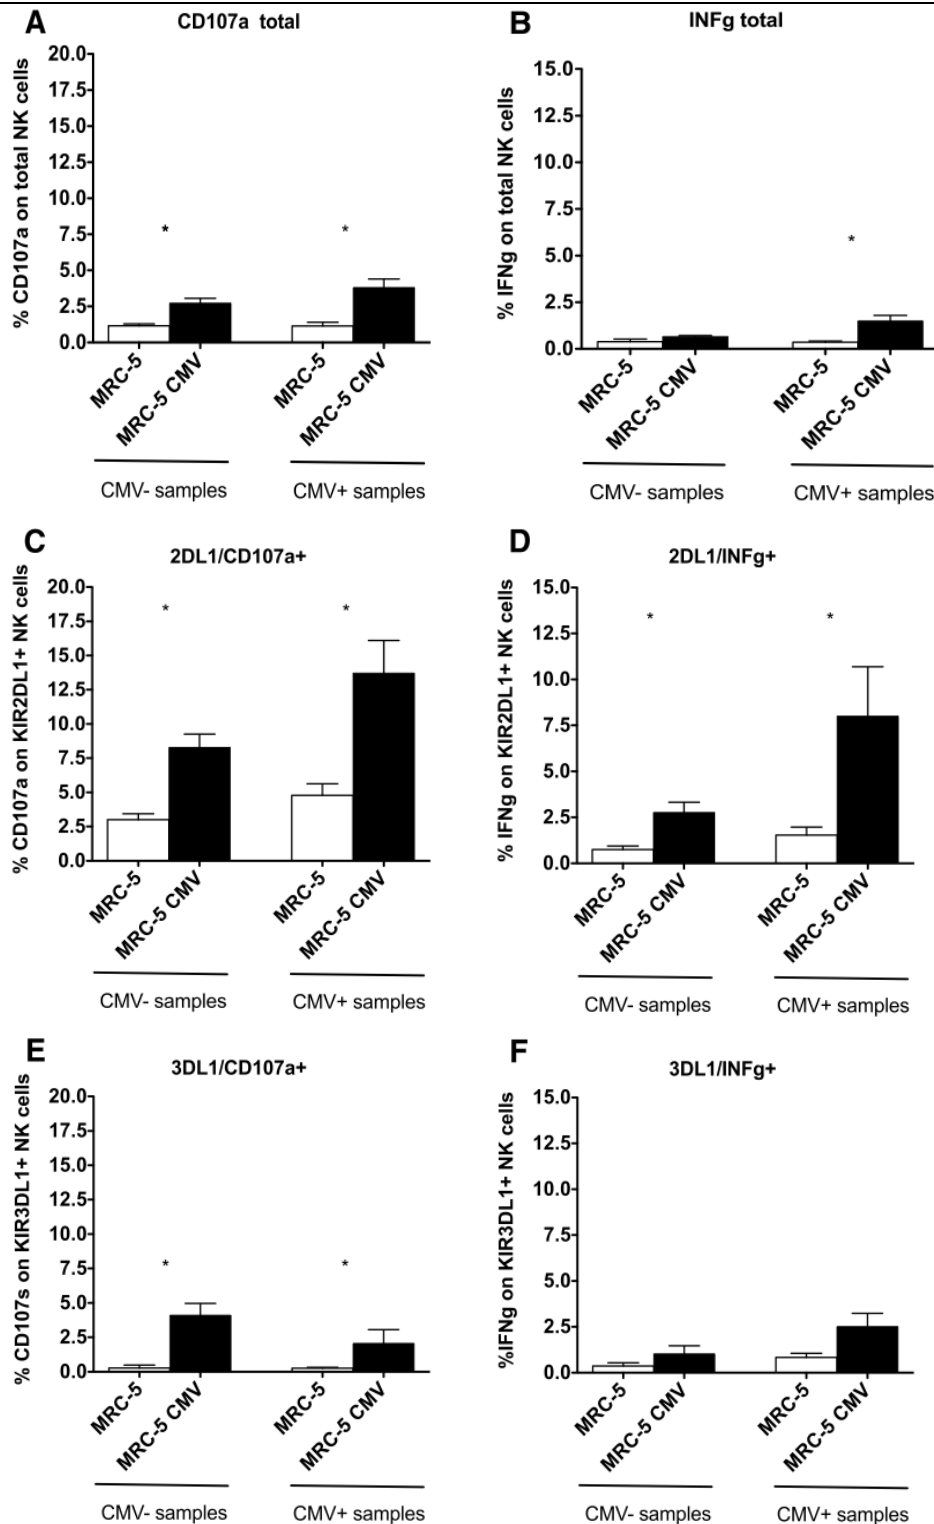 A
CD107a total
% CD107a on total NK cells
20.0
17.5
15.0
12.5
10.0
7.5
5.0
2.5
0.0
*
*
MRC-5
MRC-5 CMV
MRC-5
MRC-5 CMV
CMV- samples
CMV+ samples
B
INFg total
% IFNg on total NK cells
15.0
12.5
10.0
7.5
5.0
2.5
0.0
*
MRC-5
MRC-5 CMV
MRC-5
MRC-5 CMV
CMV- samples
CMV+ samples
C
2DL1/CD107a+
% CD107a on KIR2DL1+ NK cells
20.0
17.5
15.0
12.5
10.0
7.5
5.0
2.5
0.0
*
*
MRC-5
MRC-5 CMV
MRC-5
MRC-5 CMV
CMV- samples
CMV+ samples
D
2DL1/INFg+
% IFNg on KIR2DL1+ NK cells
15.0
12.5
10.0
7.5
5.0
2.5
0.0
*
*
MRC-5
MRC-5 CMV
MRC-5
MRC-5 CMV
CMV- samples
CMV+ samples
E
3DL1/CD107a+
% CD107s on KIR3DL1+ NK cells
20.0
17.5
15.0
12.5
10.0
7.5
5.0
2.5
0.0
*
*
MRC-5
MRC-5 CMV
MRC-5
MRC-5 CMV
CMV- samples
CMV+ samples
F
3DL1/INFg+
%IFNg on KIR3DL1+ NK cells
15.0
12.5
10.0
7.5
5.0
2.5
0.0
MRC-5
MRC-5 CMV
MRC-5
MRC-5 CMV
CMV- samples
CMV+ samples